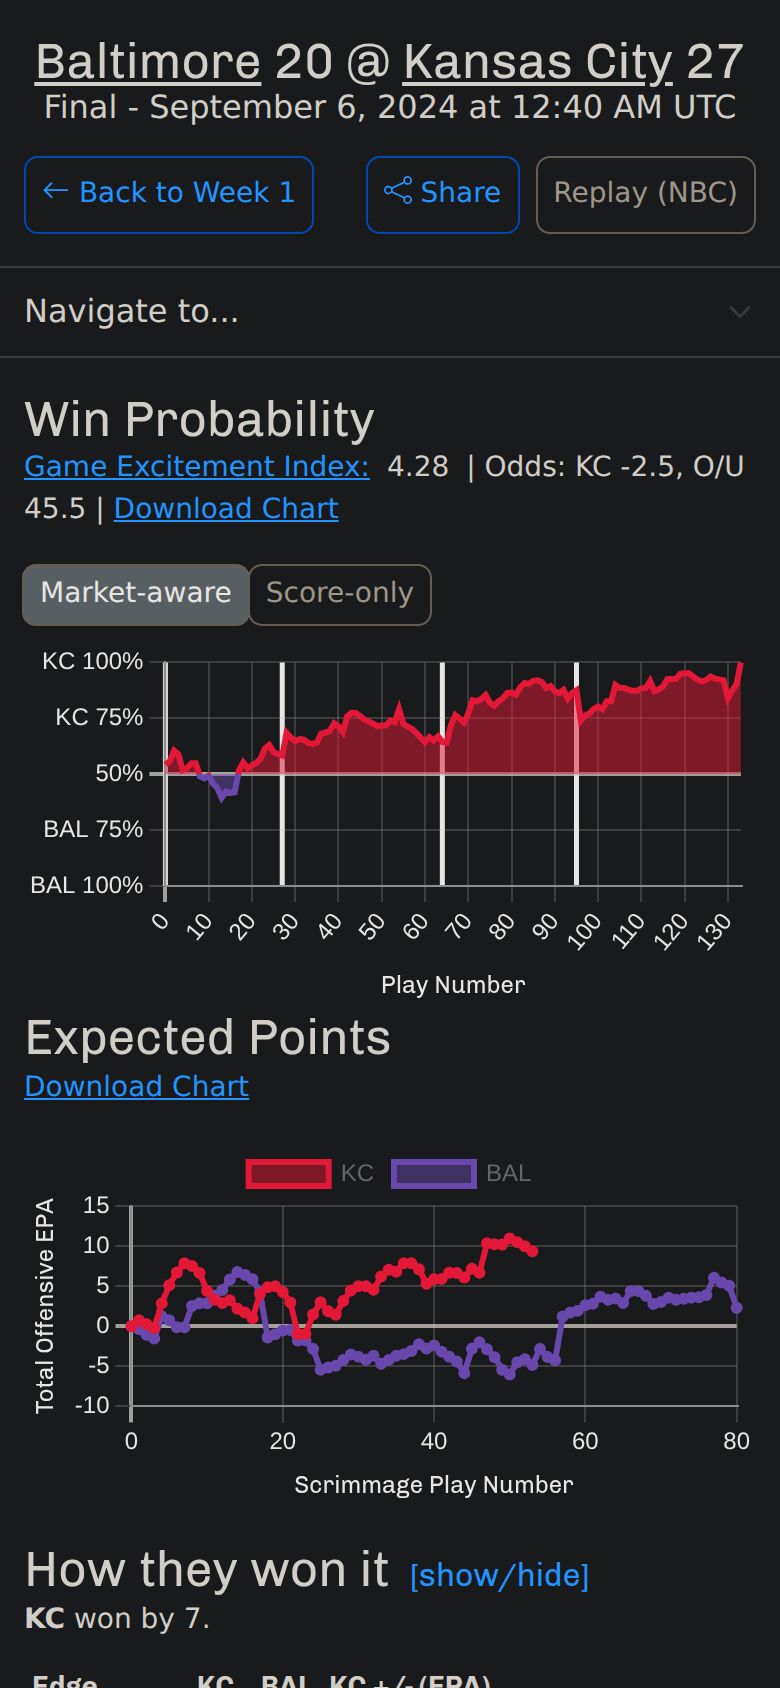 Baltimore 20 @ Kansas City 27
Final - September 6, 2024 at 12:40 AM UTC
← Back to Week 1
Share
Replay (NBC)
Navigate to...
Win Probability
Game Excitement Index: 4.28 | Odds: KC -2.5, O/U
45.5 | Download Chart
Market-aware
Score-only
KC 100%
KC 75%
50%
BAL 75%
BAL 100%
0 10 20 30 40 50 60 70 80 90 100 110 120 130
Play Number
Expected Points
Download Chart
KC BAL
Total Offensive EPA
15
10
5
0
-5
-10
0 20 40 60 80
Scrimmage Play Number
How they won it [show/hide]
KC won by 7.
Edge KC BAL KC +/- (EPA)